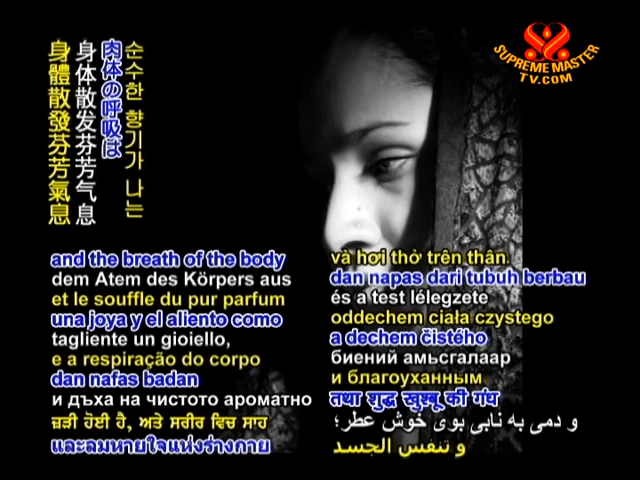 SUPREME MASTER
TV.COM
순수한 향기가 나는
肉体の呼吸は
身体散发芬芳气息
身體散發芬芳氣息
and the breath of the body
dem Atem des Körpers aus
et le souffle du pur parfum
una joya y el aliento como
tagliente un gioiello,
e a respiração do corpo
dan nafas badan
и дъха на чистото ароматно
ਜੜੀ ਹੋਈ ਹੈ, ਅਤੇ ਸਰੀਰ ਵਿਚ ਸਾਹ
และลมหายใจแห่งร่างกาย
và hơi thở trên thân.
dan napas dari tubuh berbau
és a test lélegzete
oddechem ciała czystego
a dechem čistého
биений амьсгалаар
и благоуханным
तथा शुद्ध खुश्बू की गंध
و دمی به نابی بوی خوش عطر؛
و تنفس الجسد